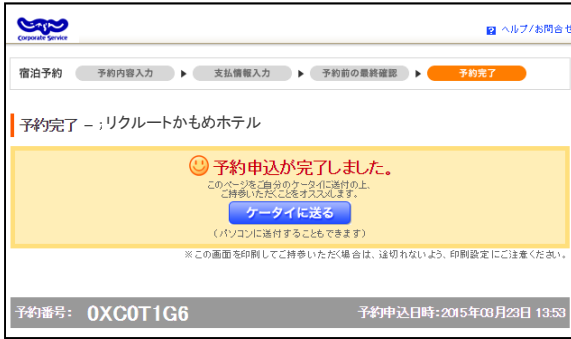 Corporate Service
? ヘルプ/お問合せ
宿泊予約 予約内容入力 ▶ 支払情報入力 ▶ 予約前の最終確認 ▶ 予約完了
予約完了 − ; リクルートかもめホテル
予約申込が完了しました。
このページをご自分のケータイに送付の上、
ご持参いただくことをオススメします。
ケータイに送る
(パソコンに送付することもできます)
※この画面を印刷してご持参いただく場合は、途切れないよう、印刷設定にご注意ください。
予約番号: 0XC0T1G6 予約申込日時:2015年03月23日 13:53